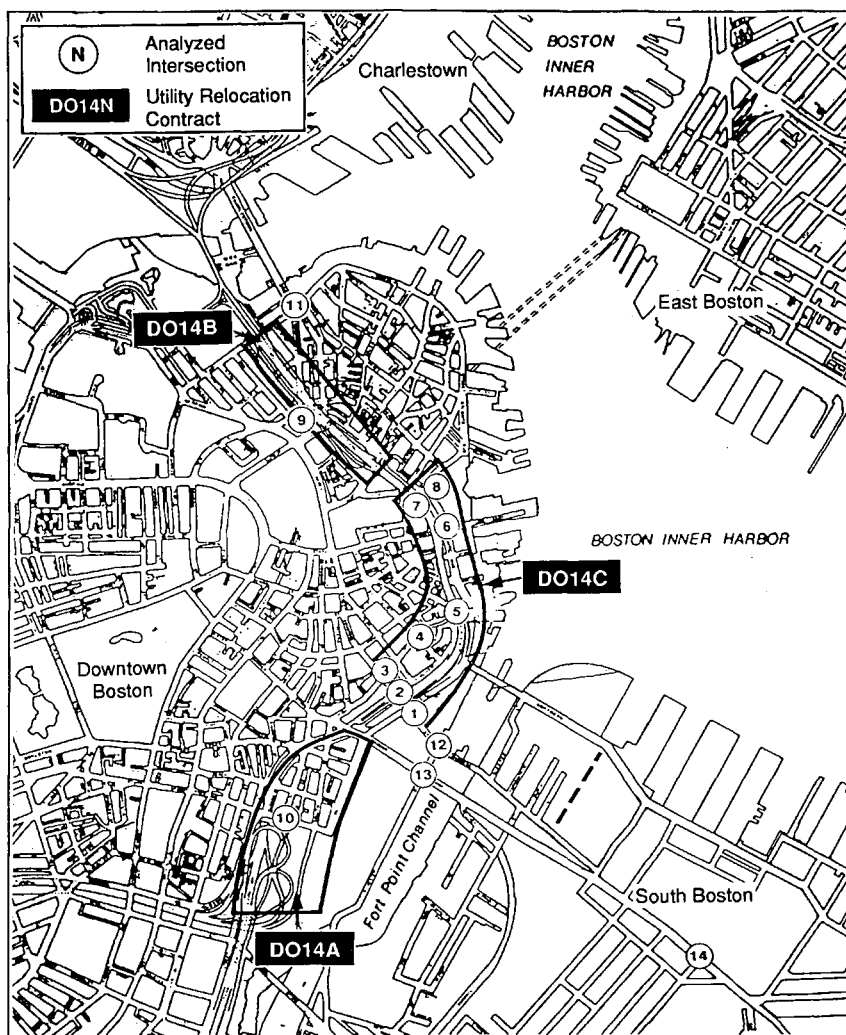 N
Analyzed
Intersection
DO14N
Utility Relocation
Contract
Charlestown
BOSTON
INNER
HARBOR
East Boston
11
DO14B
9
8
7
6
BOSTON INNER HARBOR
DO14C
5
4
Downtown
Boston
3
2
1
12
13
10
Fort Point Channel
South Boston
DO14A
14